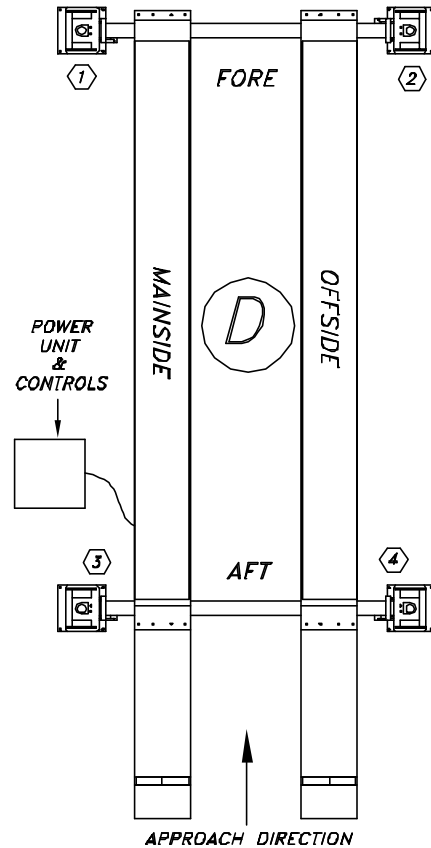 1
2
FORE
MAINSIDE
OFFSIDE
D
POWER
UNIT
&
CONTROLS
3
4
AFT
APPROACH DIRECTION